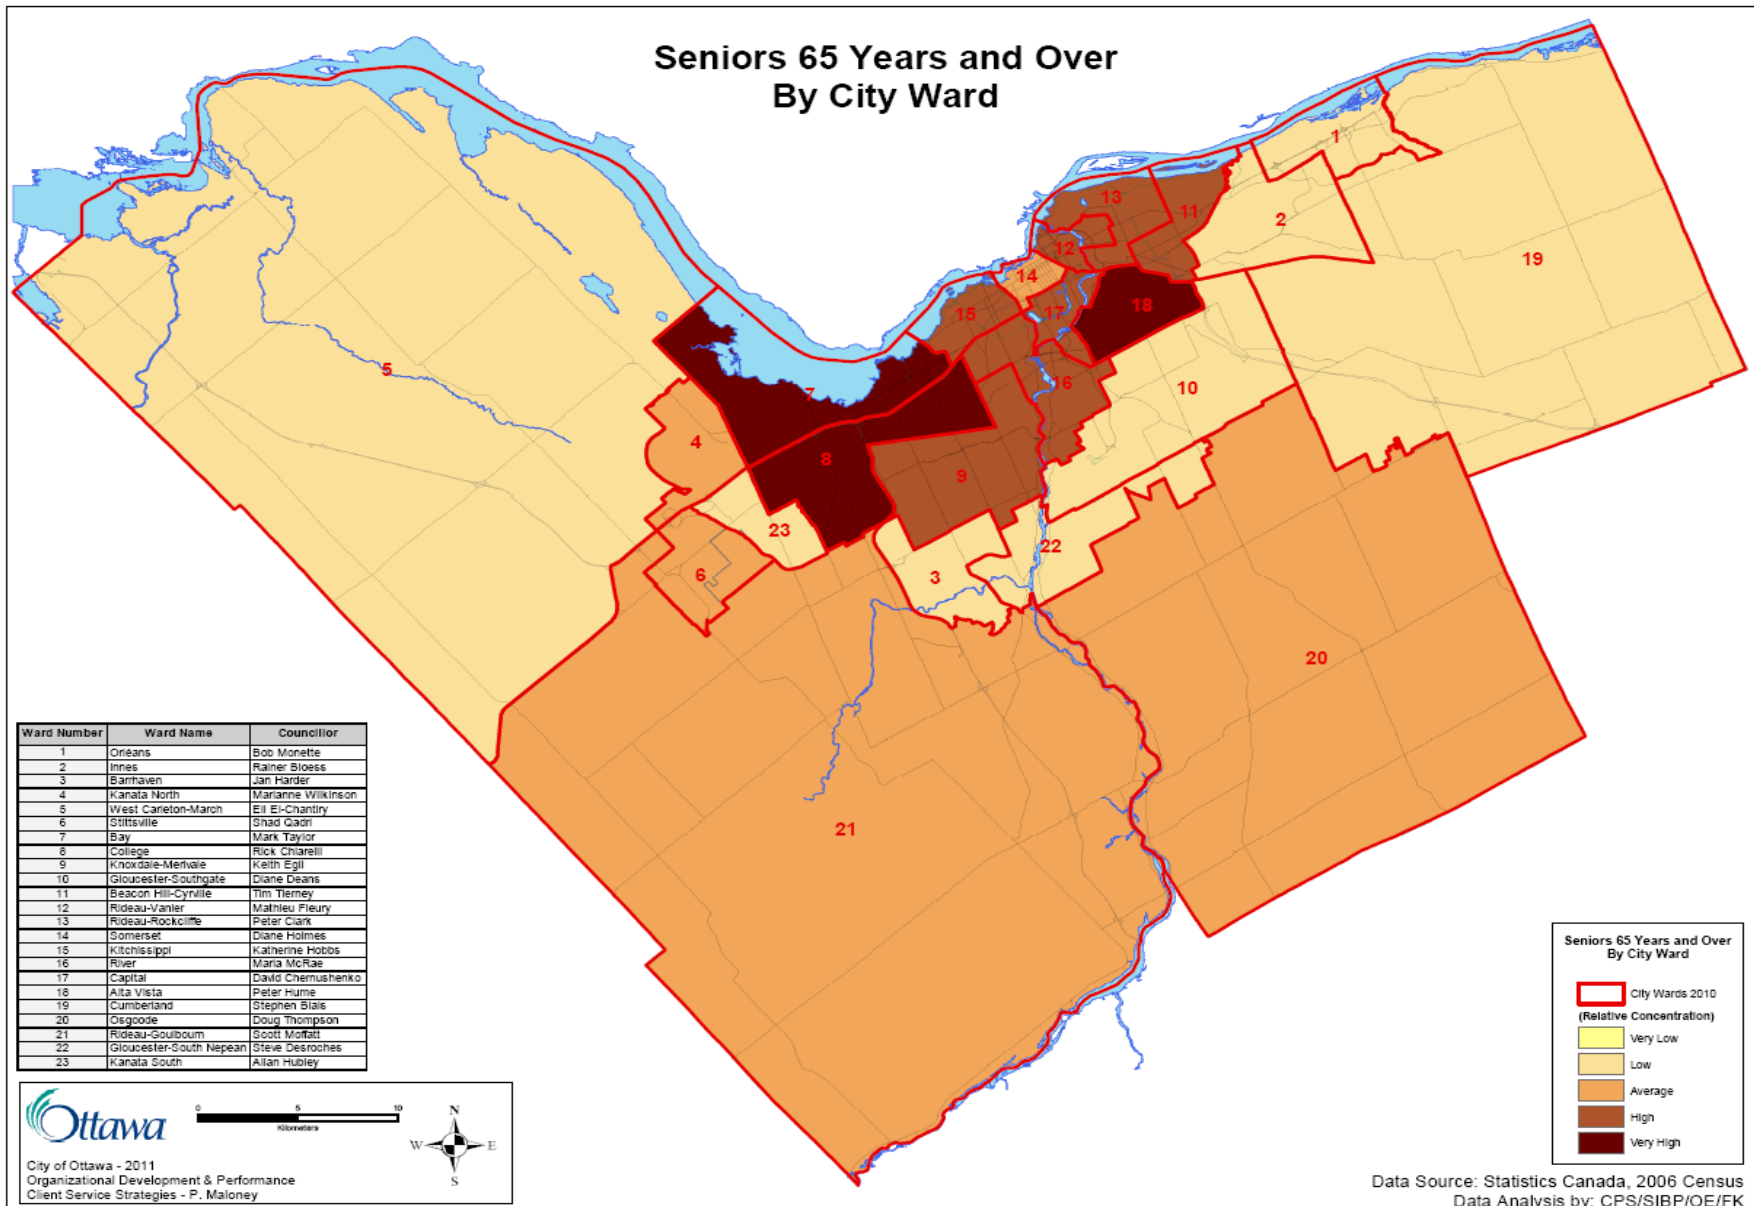 Seniors 65 Years and Over
By City Ward
1
13
11
2
12
19
14
18
17
15
5
7
16
10
4
8
9
23
22
6
3
20
21
Ward Number Ward Name Councillor
1 Orléans Bob Monette
2 Innes Rainer Bloess
3 Barrhaven Jan Harder
4 Kanata North Marianne Wilkinson
5 West Carleton-March Eli El-Chantiry
6 Stittsville Shad Qadri
7 Bay Mark Taylor
8 College Rick Chiarelli
9 Knoxdale-Merivale Keith Egli
10 Gloucester-Southgate Diane Deans
11 Beacon Hill-Cyrville Tim Tierney
12 Rideau-Vanier Mathieu Fleury
13 Rideau-Rockcliffe Peter Clark
14 Somerset Diane Holmes
15 Kitchissippi Katherine Hobbs
16 River Maria McRae
17 Capital David Chernushenko
18 Alta Vista Peter Hume
19 Cumberland Stephen Blais
20 Osgoode Doug Thompson
21 Rideau-Goulbourn Scott Moffatt
22 Gloucester-South Nepean Steve Desroches
23 Kanata South Allan Hubley
Ottawa
0 5 10
Kilometers
N
W E
S
City of Ottawa - 2011
Organizational Development & Performance
Client Service Strategies - P. Maloney
Seniors 65 Years and Over
By City Ward
City Wards 2010
(Relative Concentration)
Very Low
Low
Average
High
Very High
Data Source: Statistics Canada, 2006 Census
Data Analysis by: CPS/SIBP/OE/FK